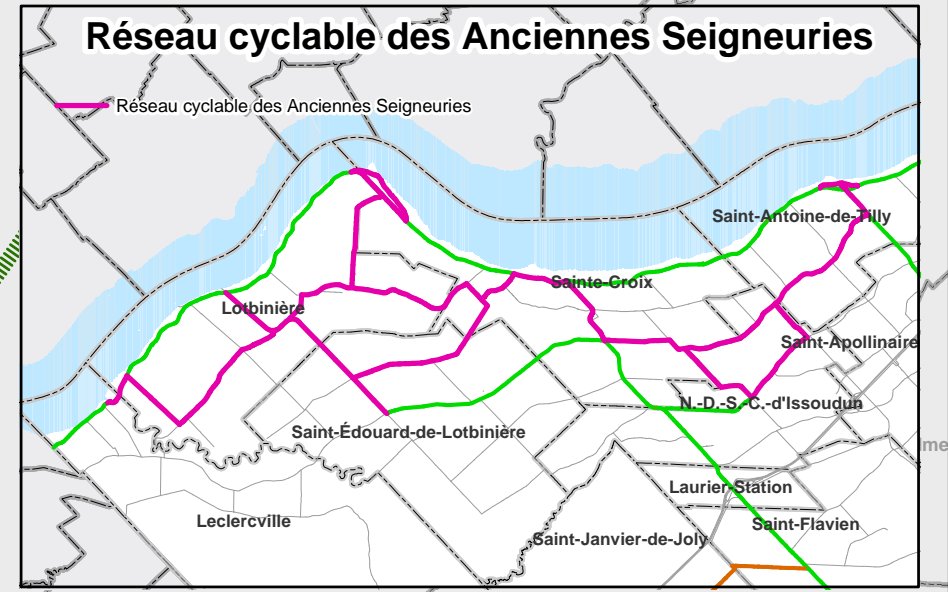 Réseau cyclable des Anciennes Seigneuries
Réseau cyclable des Anciennes Seigneuries
Saint-Antoine-de-Tilly
Sainte-Croix
Lotbinière
Saint-Apollinaire
N.-D.-S.-C.-d'Issoudun
Saint-Édouard-de-Lotbinière
me
Laurier-Station
Leclercville
Saint-Flavien
Saint-Janvier-de-Joly